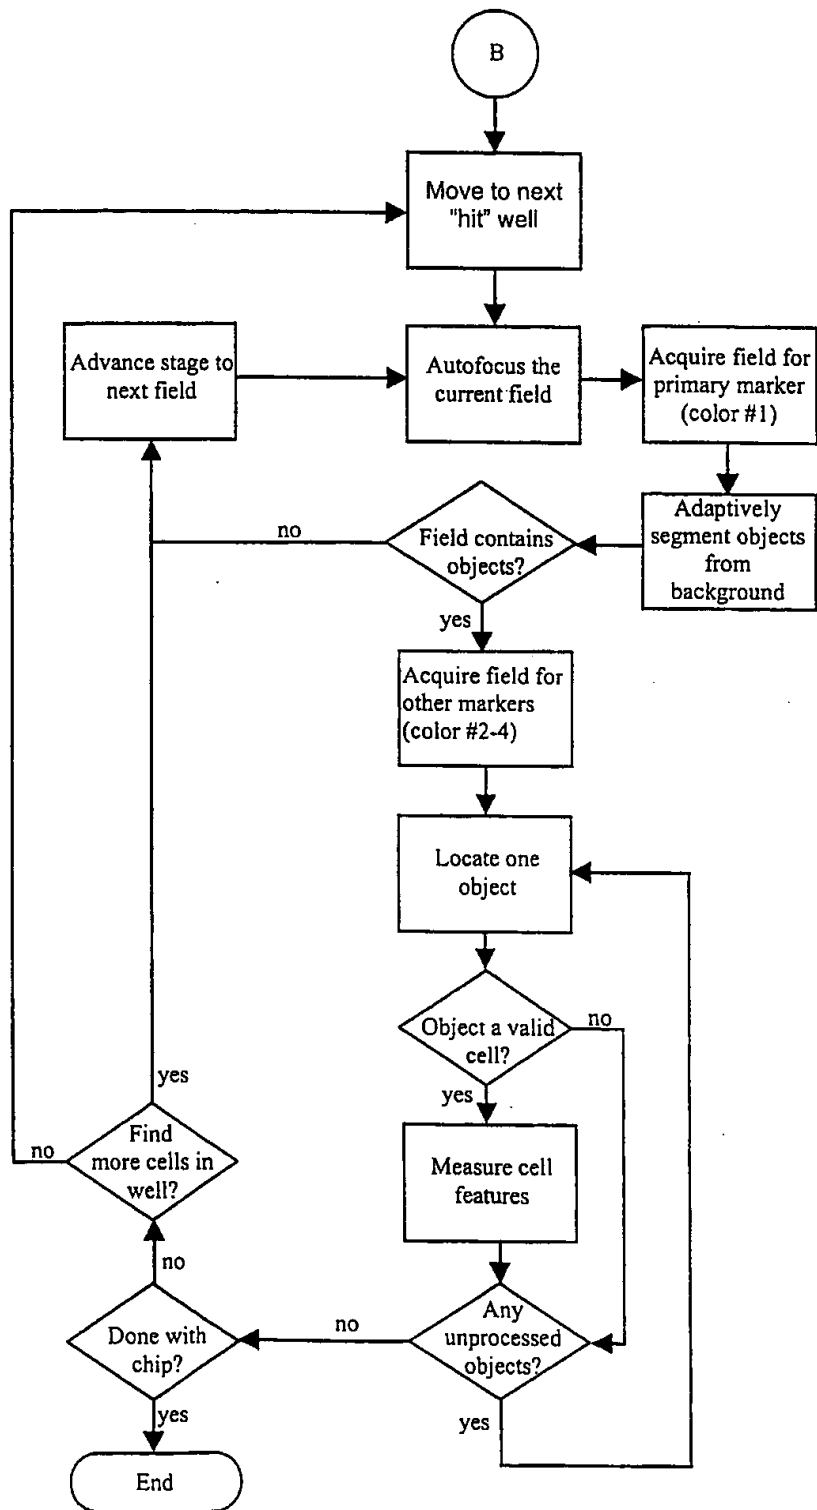 B
Move to next
"hit" well
Advance stage to
next field
Autofocus the
current field
Acquire field for
primary marker
(color #1)
Adaptively
segment objects
from
background
Field contains
objects?
no
yes
Acquire field for
other markers
(color #2-4)
Locate one
object
Object a valid
cell?
no
yes
Measure cell
features
Any
unprocessed
objects?
no
yes
Done with
chip?
no
yes
Find
more cells in
well?
no
yes
End